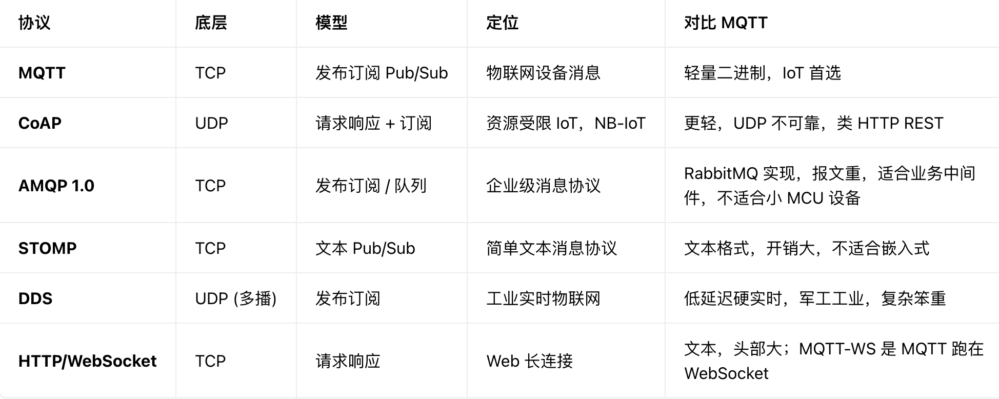 协议 底层 模型 定位 对比 MQTT
MQTT TCP 发布订阅 Pub/Sub 物联网设备消息 轻量二进制，IoT 首选
CoAP UDP 请求响应 + 订阅 资源受限 IoT，NB-IoT 更轻，UDP 不可靠，类 HTTP REST
AMQP 1.0 TCP 发布订阅 / 队列 企业级消息协议 RabbitMQ 实现，报文重，适合业务中间
件，不适合小 MCU 设备
STOMP TCP 文本 Pub/Sub 简单文本消息协议 文本格式，开销大，不适合嵌入式
DDS UDP (多播) 发布订阅 工业实时物联网 低延迟硬实时，军工工业，复杂笨重
HTTP/WebSocket TCP 请求响应 Web 长连接 文本，头部大；MQTT-WS 是 MQTT 跑在
WebSocket